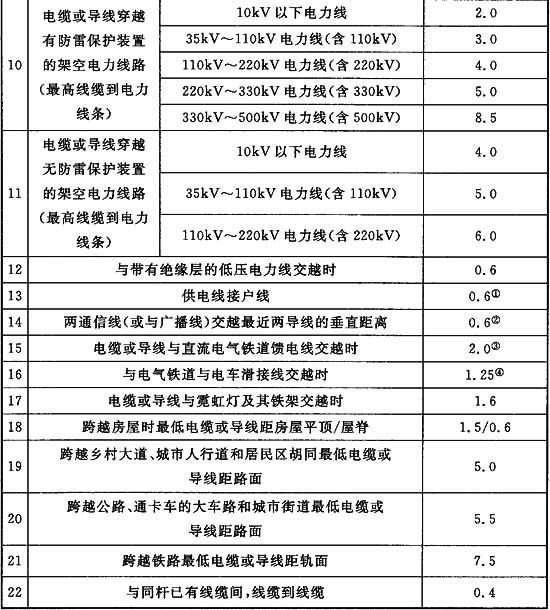 10
电缆或导线穿越
有防雷保护装置
的架空电力线路
(最高线缆到电力
线条)
10kV 以下电力线
2.0
35kV～110kV 电力线(含 110kV)
3.0
110kV～220kV 电力线(含 220kV)
4.0
220kV～330kV 电力线(含 330kV)
5.0
330kV～500kV 电力线(含 500kV)
8.5
11
电缆或导线穿越
无防雷保护装置
的架空电力线路
(最高线缆到电力
线条)
10kV 以下电力线
4.0
35kV～110kV 电力线(含 110kV)
5.0
110kV～220kV 电力线(含 220kV)
6.0
12 与带有绝缘层的低压电力线交越时 0.6
13 供电线接户线 0.6①
14 两通信线(或与广播线)交越最近两导线的垂直距离 0.6②
15 电缆或导线与直流电气铁道馈电线交越时 2.0③
16 与电气铁道与电车滑接线交越时 1.25④
17 电缆或导线与霓虹灯及其铁架交越时 1.6
18 跨越房屋时最低电缆或导线距房屋平顶/屋脊 1.5/0.6
19
跨越乡村大道、城市人行道和居民区胡同最低电缆或
导线距路面
5.0
20
跨越公路、通卡车的大车路和城市街道最低电缆或
导线距路面
5.5
21 跨越铁路最低电缆或导线距轨面 7.5
22 与同杆已有线缆间,线缆到线缆 0.4